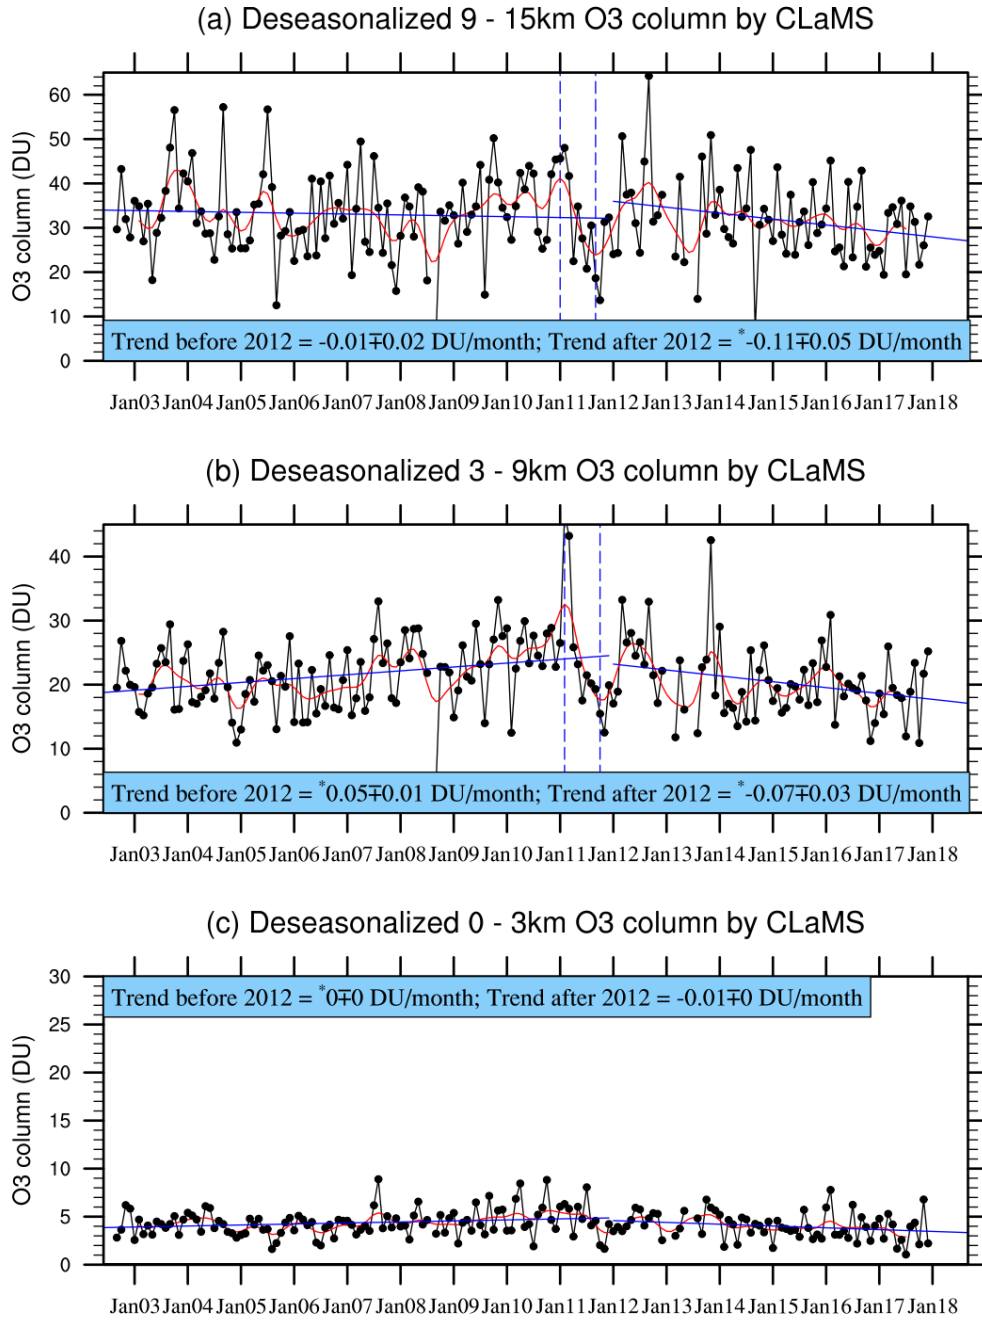 (a) Deseasonalized 9 - 15km O3 column by CLaMS
60
50
40
30
20
10
0
O3 column (DU)
Trend before 2012 = -0.01∓0.02 DU/month; Trend after 2012 = *-0.11∓0.05 DU/month
Jan03 Jan04 Jan05 Jan06 Jan07 Jan08 Jan09 Jan10 Jan11 Jan12 Jan13 Jan14 Jan15 Jan16 Jan17 Jan18
(b) Deseasonalized 3 - 9km O3 column by CLaMS
40
30
20
10
0
O3 column (DU)
Trend before 2012 = *0.05∓0.01 DU/month; Trend after 2012 = *-0.07∓0.03 DU/month
Jan03 Jan04 Jan05 Jan06 Jan07 Jan08 Jan09 Jan10 Jan11 Jan12 Jan13 Jan14 Jan15 Jan16 Jan17 Jan18
(c) Deseasonalized 0 - 3km O3 column by CLaMS
30
25
20
15
10
5
0
O3 column (DU)
Trend before 2012 = *0∓0 DU/month; Trend after 2012 = -0.01∓0 DU/month
Jan03 Jan04 Jan05 Jan06 Jan07 Jan08 Jan09 Jan10 Jan11 Jan12 Jan13 Jan14 Jan15 Jan16 Jan17 Jan18